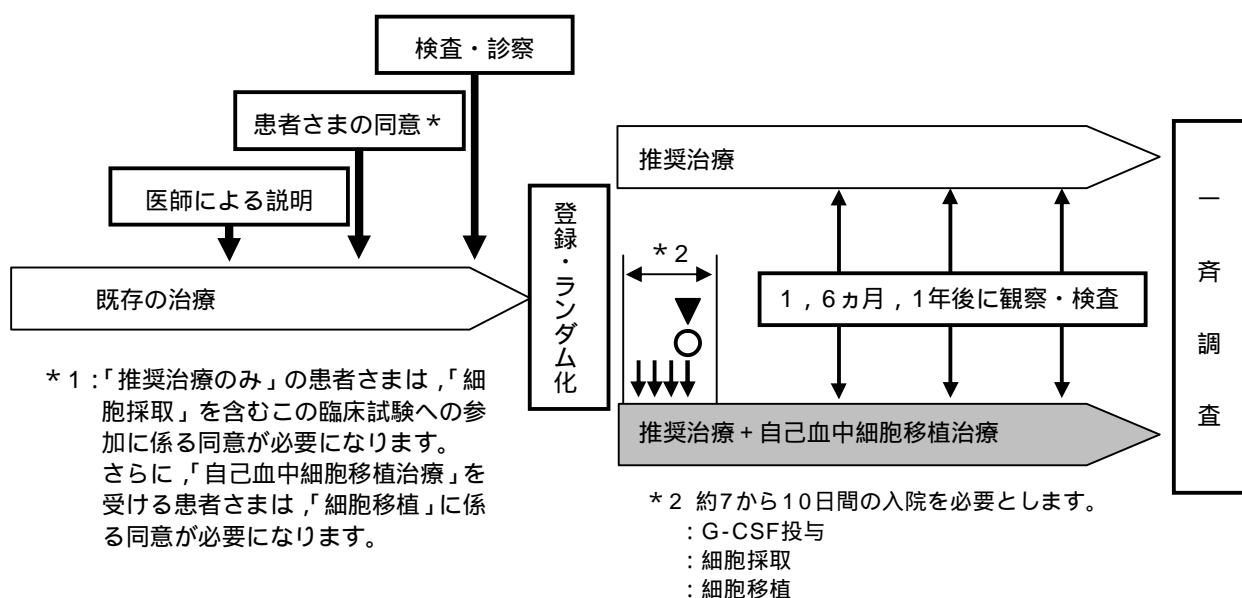 検査・診察
患者さまの同意*
医師による説明
既存の治療
登録・ランダム化
推奨治療
*2
1,6ヵ月,1年後に観察・検査
推奨治療+自己血中細胞移植治療
一斉調査
*1:「推奨治療のみ」の患者さまは,「細
胞採取」を含むこの臨床試験への参
加に係る同意が必要になります。
さらに,「自己血中細胞移植治療」を
受ける患者さまは,「細胞移植」に係
る同意が必要になります。
*2 約7から10日間の入院を必要とします。
:G-CSF投与
:細胞採取
:細胞移植